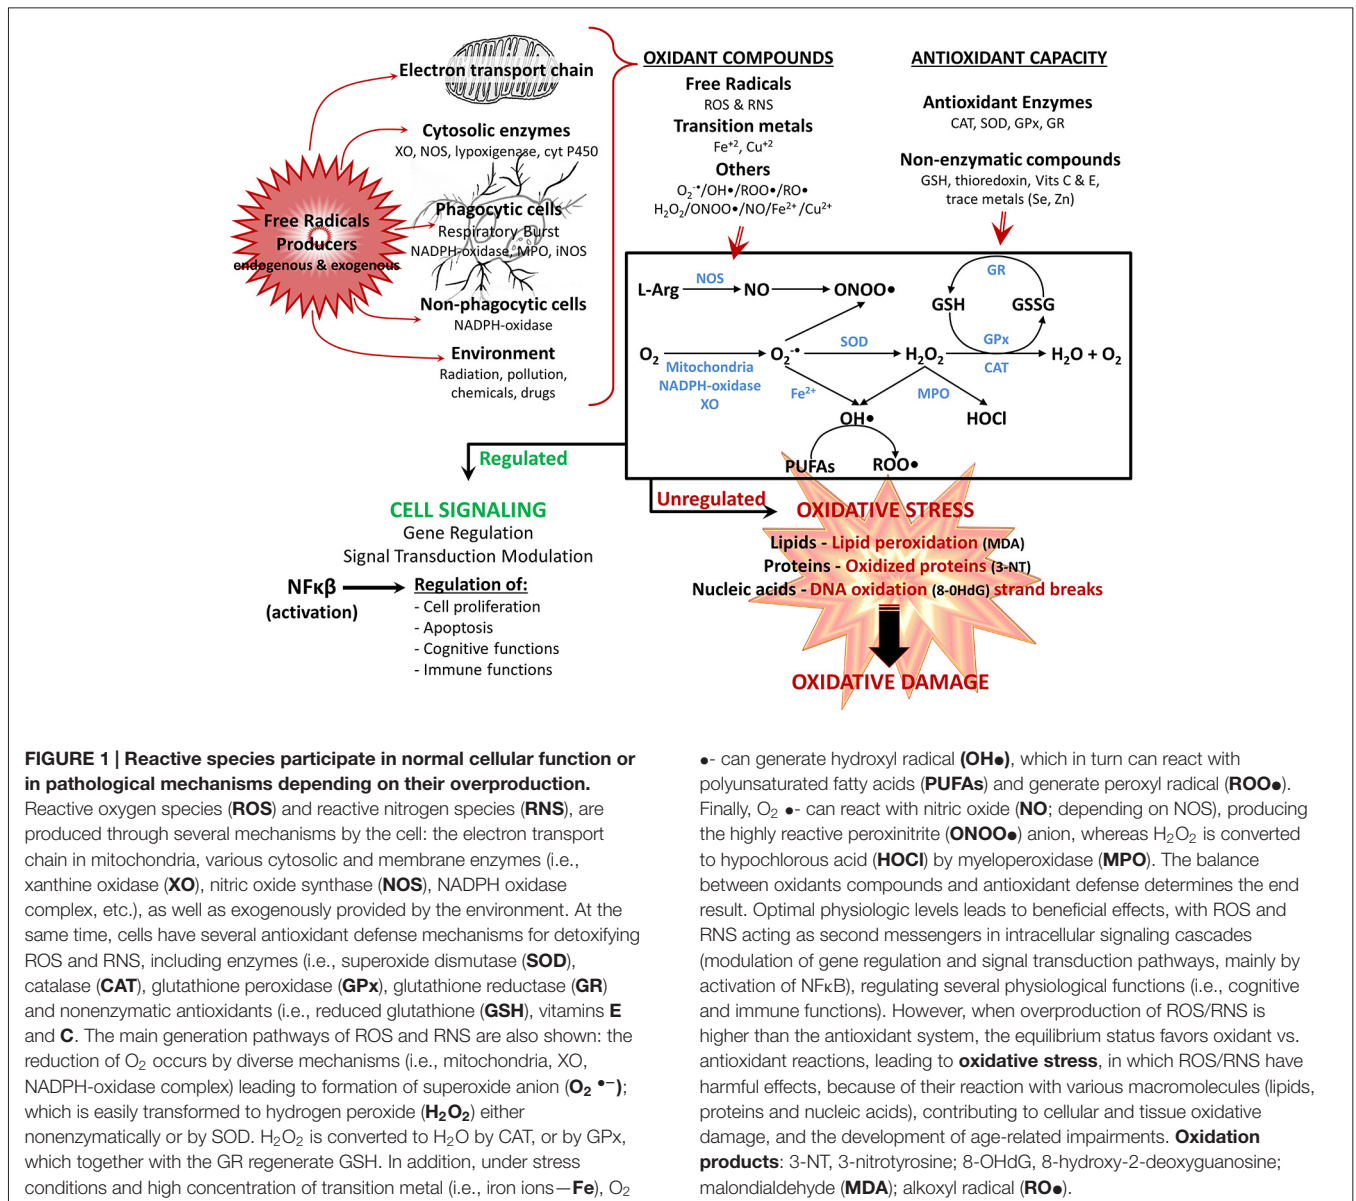 Electron transport chain
Cytosolic enzymes
XO, NOS, lypoxigenase, cyt P450
Phagocytic cells
Respiratory Burst
NADPH-oxidase, MPO, iNOS
Non-phagocytic cells
NADPH-oxidase
Environment
Radiation, pollution,
chemicals, drugs
Free Radicals
Producers
endogenous & exogenous
OXIDANT COMPOUNDS
Free Radicals
ROS & RNS
Transition metals
Fe⁺², Cu⁺²
Others
O₂⁻•/OH•/ROO•/RO•
H₂O₂/ONOO•/NO/Fe²⁺/Cu²⁺
ANTIOXIDANT CAPACITY
Antioxidant Enzymes
CAT, SOD, GPx, GR
Non-enzymatic compounds
GSH, thioredoxin, Vits C & E,
trace metals (Se, Zn)
L-Arg NOS NO ONOO•
GR
GSH GSSG
GPx
O₂ O₂⁻• SOD H₂O₂ H₂O + O₂
CAT
Mitochondria
NADPH-oxidase
XO
Fe²⁺ MPO
OH• HOCl
PUFAs ROO•
Regulated
CELL SIGNALING
Gene Regulation
Signal Transduction Modulation
NFκβ
(activation)
Regulation of:
- Cell proliferation
- Apoptosis
- Cognitive functions
- Immune functions
Unregulated
OXIDATIVE STRESS
Lipids - Lipid peroxidation (MDA)
Proteins - Oxidized proteins (3-NT)
Nucleic acids - DNA oxidation (8-0HdG) strand breaks
OXIDATIVE DAMAGE
FIGURE 1 | Reactive species participate in normal cellular function or
in pathological mechanisms depending on their overproduction.
Reactive oxygen species (ROS) and reactive nitrogen species (RNS), are
produced through several mechanisms by the cell: the electron transport
chain in mitochondria, various cytosolic and membrane enzymes (i.e.,
xanthine oxidase (XO), nitric oxide synthase (NOS), NADPH oxidase
complex, etc.), as well as exogenously provided by the environment. At the
same time, cells have several antioxidant defense mechanisms for detoxifying
ROS and RNS, including enzymes (i.e., superoxide dismutase (SOD),
catalase (CAT), glutathione peroxidase (GPx), glutathione reductase (GR)
and nonenzymatic antioxidants (i.e., reduced glutathione (GSH), vitamins E
and C. The main generation pathways of ROS and RNS are also shown: the
reduction of O₂ occurs by diverse mechanisms (i.e., mitochondria, XO,
NADPH-oxidase complex) leading to formation of superoxide anion (O₂ •−);
which is easily transformed to hydrogen peroxide (H₂O₂) either
nonenzymatically or by SOD. H₂O₂ is converted to H₂O by CAT, or by GPx,
which together with the GR regenerate GSH. In addition, under stress
conditions and high concentration of transition metal (i.e., iron ions—Fe), O₂
•- can generate hydroxyl radical (OH•), which in turn can react with
polyunsaturated fatty acids (PUFAs) and generate peroxyl radical (ROO•).
Finally, O₂ •- can react with nitric oxide (NO; depending on NOS), producing
the highly reactive peroxinitrite (ONOO•) anion, whereas H₂O₂ is converted
to hypochlorous acid (HOCl) by myeloperoxidase (MPO). The balance
between oxidants compounds and antioxidant defense determines the end
result. Optimal physiologic levels leads to beneficial effects, with ROS and
RNS acting as second messengers in intracellular signaling cascades
(modulation of gene regulation and signal transduction pathways, mainly by
activation of NFκB), regulating several physiological functions (i.e., cognitive
and immune functions). However, when overproduction of ROS/RNS is
higher than the antioxidant system, the equilibrium status favors oxidant vs.
antioxidant reactions, leading to oxidative stress, in which ROS/RNS have
harmful effects, because of their reaction with various macromolecules (lipids,
proteins and nucleic acids), contributing to cellular and tissue oxidative
damage, and the development of age-related impairments. Oxidation
products: 3-NT, 3-nitrotyrosine; 8-OHdG, 8-hydroxy-2-deoxyguanosine;
malondialdehyde (MDA); alkoxyl radical (RO•).